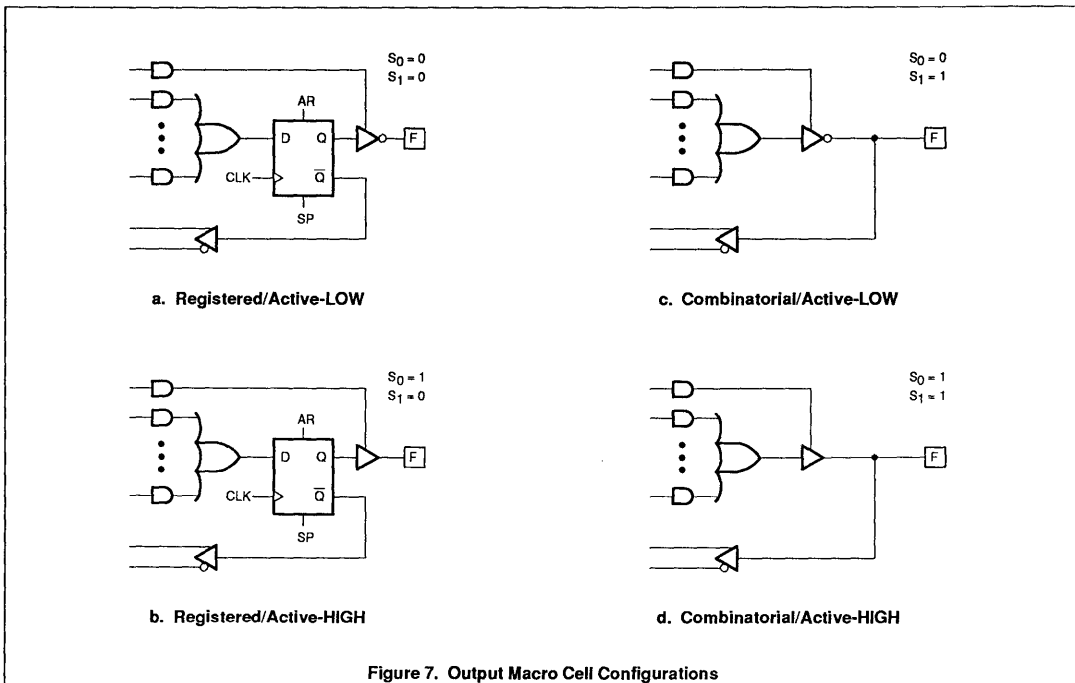 S0 = 0
S1 = 0
AR
D Q
F
CLK
Q̅
SP
a. Registered/Active-LOW
S0 = 0
S1 = 1
F
c. Combinatorial/Active-LOW
S0 = 1
S1 = 0
AR
D Q
F
CLK
Q̅
SP
b. Registered/Active-HIGH
S0 = 1
S1 = 1
F
d. Combinatorial/Active-HIGH
Figure 7. Output Macro Cell Configurations